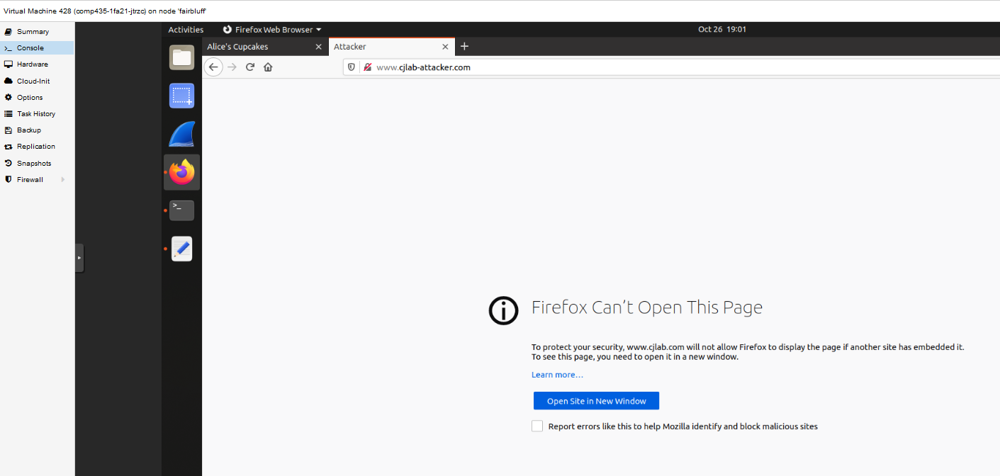 Virtual Machine 428 (comp435-1fa21-jtrzc) on node 'fairbluff'
Summary
Console
Hardware
Cloud-Init
Options
Task History
Backup
Replication
Snapshots
Firewall
Activities Firefox Web Browser Oct 26 19:01
Alice's Cupcakes Attacker
www.cjlab-attacker.com
Firefox Can't Open This Page
To protect your security, www.cjlab.com will not allow Firefox to display the page if another site has embedded it.
To see this page, you need to open it in a new window.
Learn more…
Open Site in New Window
Report errors like this to help Mozilla identify and block malicious sites